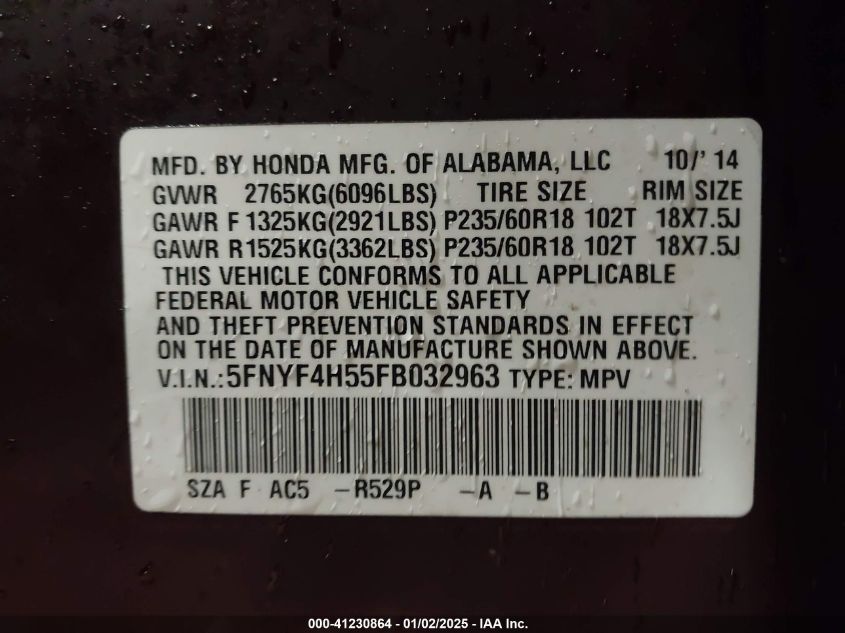 MFD. BY HONDA MFG. OF ALABAMA, LLC 10/' 14
GVWR 2765KG(6096LBS) TIRE SIZE RIM SIZE
GAWR F 1325KG(2921LBS) P235/60R18 102T 18X7.5J
GAWR R1525KG(3362LBS) P235/60R18 102T 18X7.5J
THIS VEHICLE CONFORMS TO ALL APPLICABLE
FEDERAL MOTOR VEHICLE SAFETY
AND THEFT PREVENTION STANDARDS IN EFFECT
ON THE DATE OF MANUFACTURE SHOWN ABOVE.
V.I.N.:5FNYF4H55FB032963 TYPE: MPV
SZA F AC5 -R529P -A -B
000-41230864 - 01/02/2025 - IAA Inc.